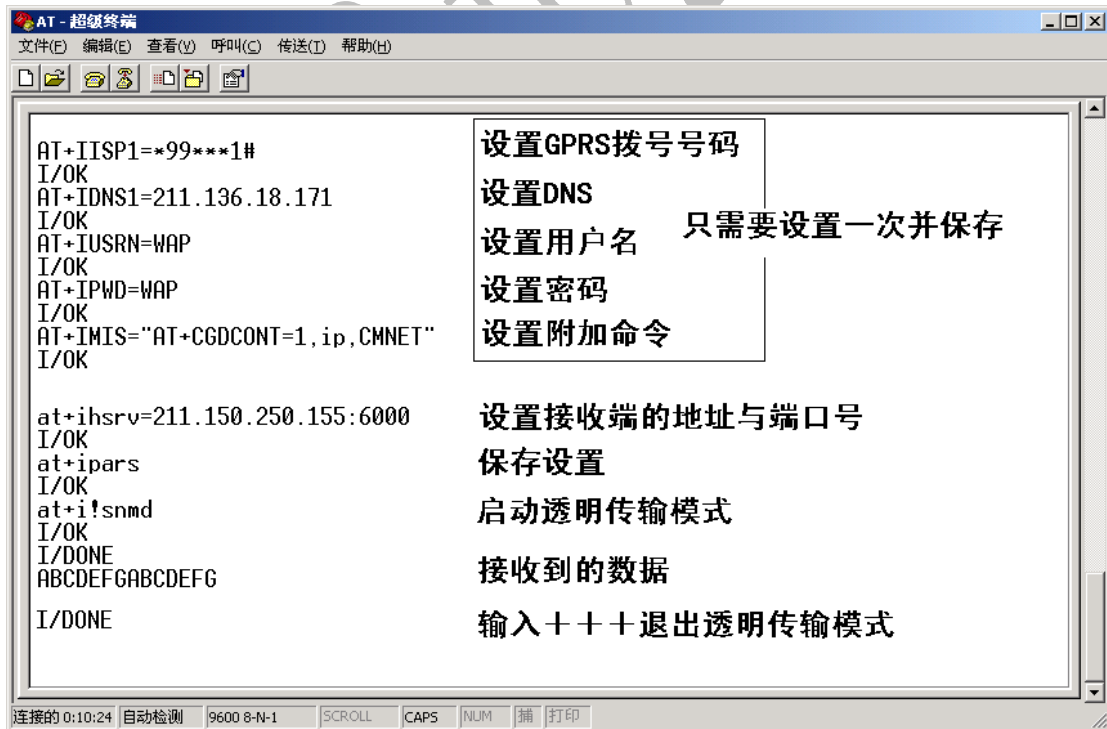 AT - 超级终端
文件(F) 编辑(E) 查看(V) 呼叫(C) 传送(T) 帮助(H)
AT+IISP1=*99***1# 设置GPRS拨号号码
I/OK
AT+IDNS1=211.136.18.171 设置DNS
I/OK
只需要设置一次并保存
AT+IUSRN=WAP 设置用户名
I/OK
AT+IPWD=WAP 设置密码
I/OK
AT+IMIS="AT+CGDCONT=1,ip,CMNET" 设置附加命令
I/OK
at+ihsrv=211.150.250.155:6000 设置接收端的地址与端口号
I/OK
at+ipars 保存设置
I/OK
at+i!snmd 启动透明传输模式
I/OK
I/DONE
ABCDEFGABCDEFG 接收到的数据
I/DONE 输入＋＋＋退出透明传输模式
连接的 0:10:24 自动检测 9600 8-N-1 SCROLL CAPS NUM 捕 打印